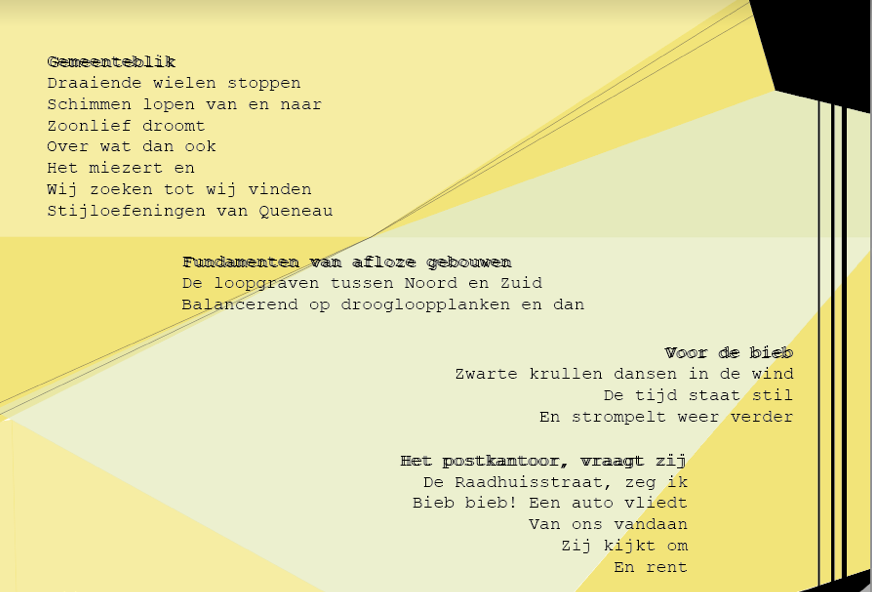 Gemeenteblik
Draaiende wielen stoppen
Schimmen lopen van en naar
Zoonlief droomt
Over wat dan ook
Het miezert en
Wij zoeken tot wij vinden
Stijloefeningen van Queneau
Fundamenten van afloze gebouwen
De loopgraven tussen Noord en Zuid
Balancerend op droogloopplanken en dan
Voor de bieb
Zwarte krullen dansen in de wind
De tijd staat stil
En strompelt weer verder
Het postkantoor, vraagt zij
De Raadhuisstraat, zeg ik
Bieb bieb! Een auto vliedt
Van ons vandaan
Zij kijkt om
En rent